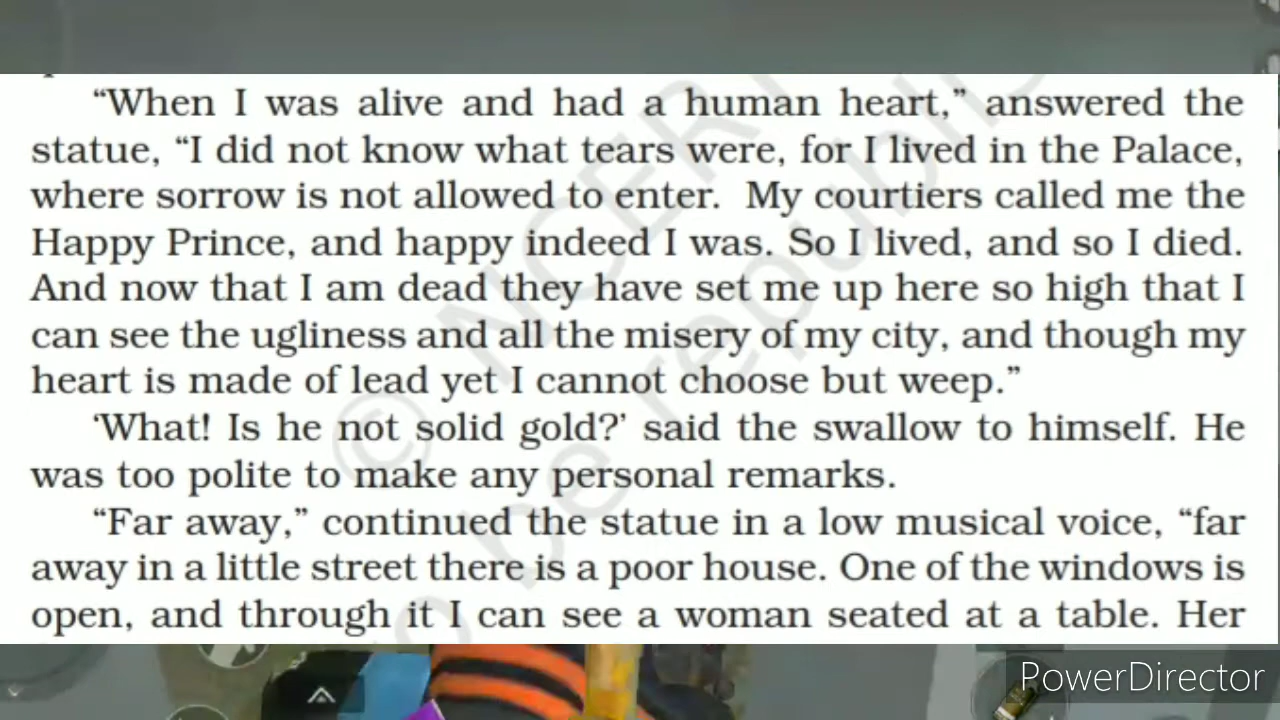 “When I was alive and had a human heart,” answered the
statue, “I did not know what tears were, for I lived in the Palace,
where sorrow is not allowed to enter. My courtiers called me the
Happy Prince, and happy indeed I was. So I lived, and so I died.
And now that I am dead they have set me up here so high that I
can see the ugliness and all the misery of my city, and though my
heart is made of lead yet I cannot choose but weep.”
‘What! Is he not solid gold?’ said the swallow to himself. He
was too polite to make any personal remarks.
“Far away,” continued the statue in a low musical voice, “far
away in a little street there is a poor house. One of the windows is
open, and through it I can see a woman seated at a table. Her
© NCERT
to be republis
PowerDirector